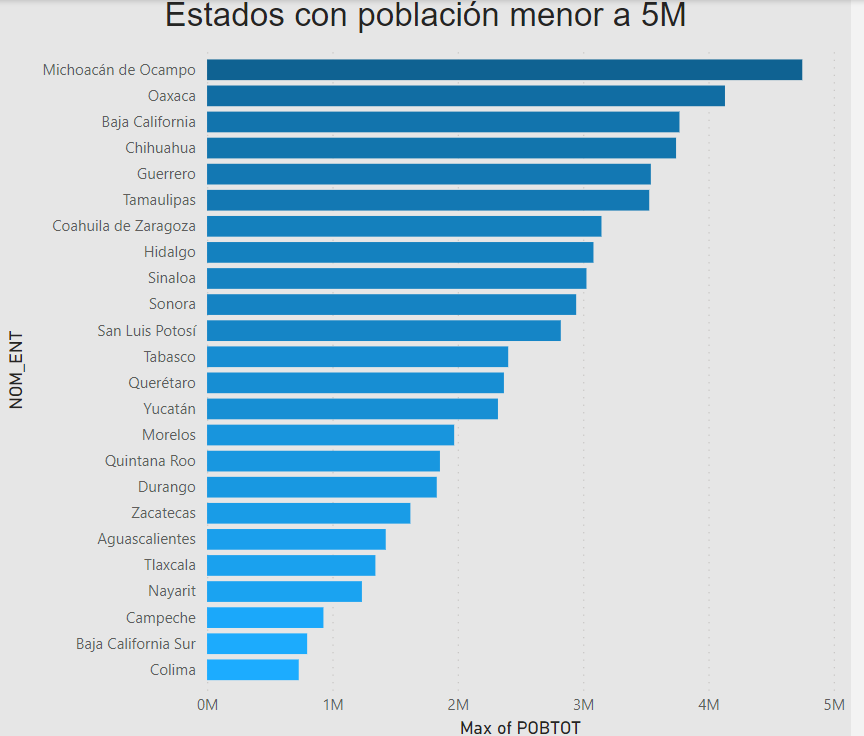 Estados con población menor a 5M
Michoacán de Ocampo
Oaxaca
Baja California
Chihuahua
Guerrero
Tamaulipas
Coahuila de Zaragoza
Hidalgo
Sinaloa
Sonora
San Luis Potosí
Tabasco
Querétaro
Yucatán
Morelos
Quintana Roo
Durango
Zacatecas
Aguascalientes
Tlaxcala
Nayarit
Campeche
Baja California Sur
Colima
NOM_ENT
0M 1M 2M 3M 4M 5M
Max of POBTOT